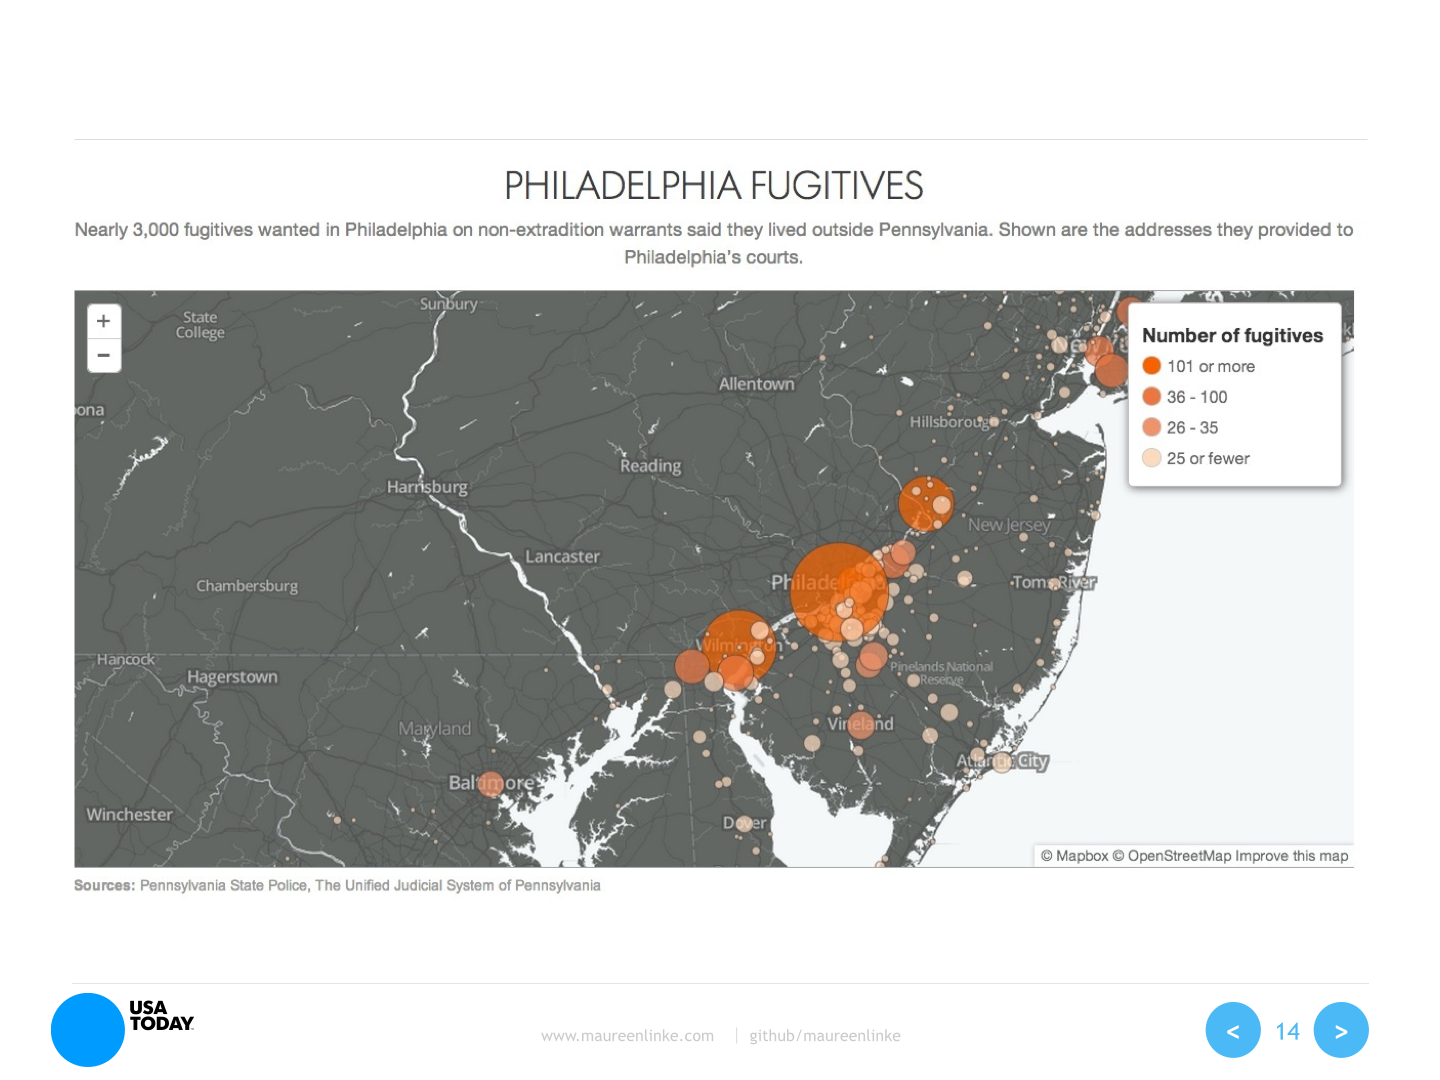 PHILADELPHIA FUGITIVES
Nearly 3,000 fugitives wanted in Philadelphia on non-extradition warrants said they lived outside Pennsylvania. Shown are the addresses they provided to
Philadelphia's courts.
+
−
Sunbury
State
College
Number of fugitives
101 or more
36 - 100
26 - 35
25 or fewer
Allentown
ona
Hillsboroug
Reading
Harrisburg
New Jersey
Lancaster
Philadel
Toms River
Chambersburg
Wilmington
Hancock
Pinelands National
Reserve
Hagerstown
Maryland
Vineland
Atlantic City
Baltimore
Winchester
Dover
© Mapbox © OpenStreetMap Improve this map
Sources: Pennsylvania State Police, The Unified Judicial System of Pennsylvania
USA
TODAY
www.maureenlinke.com | github/maureenlinke
< 14 >